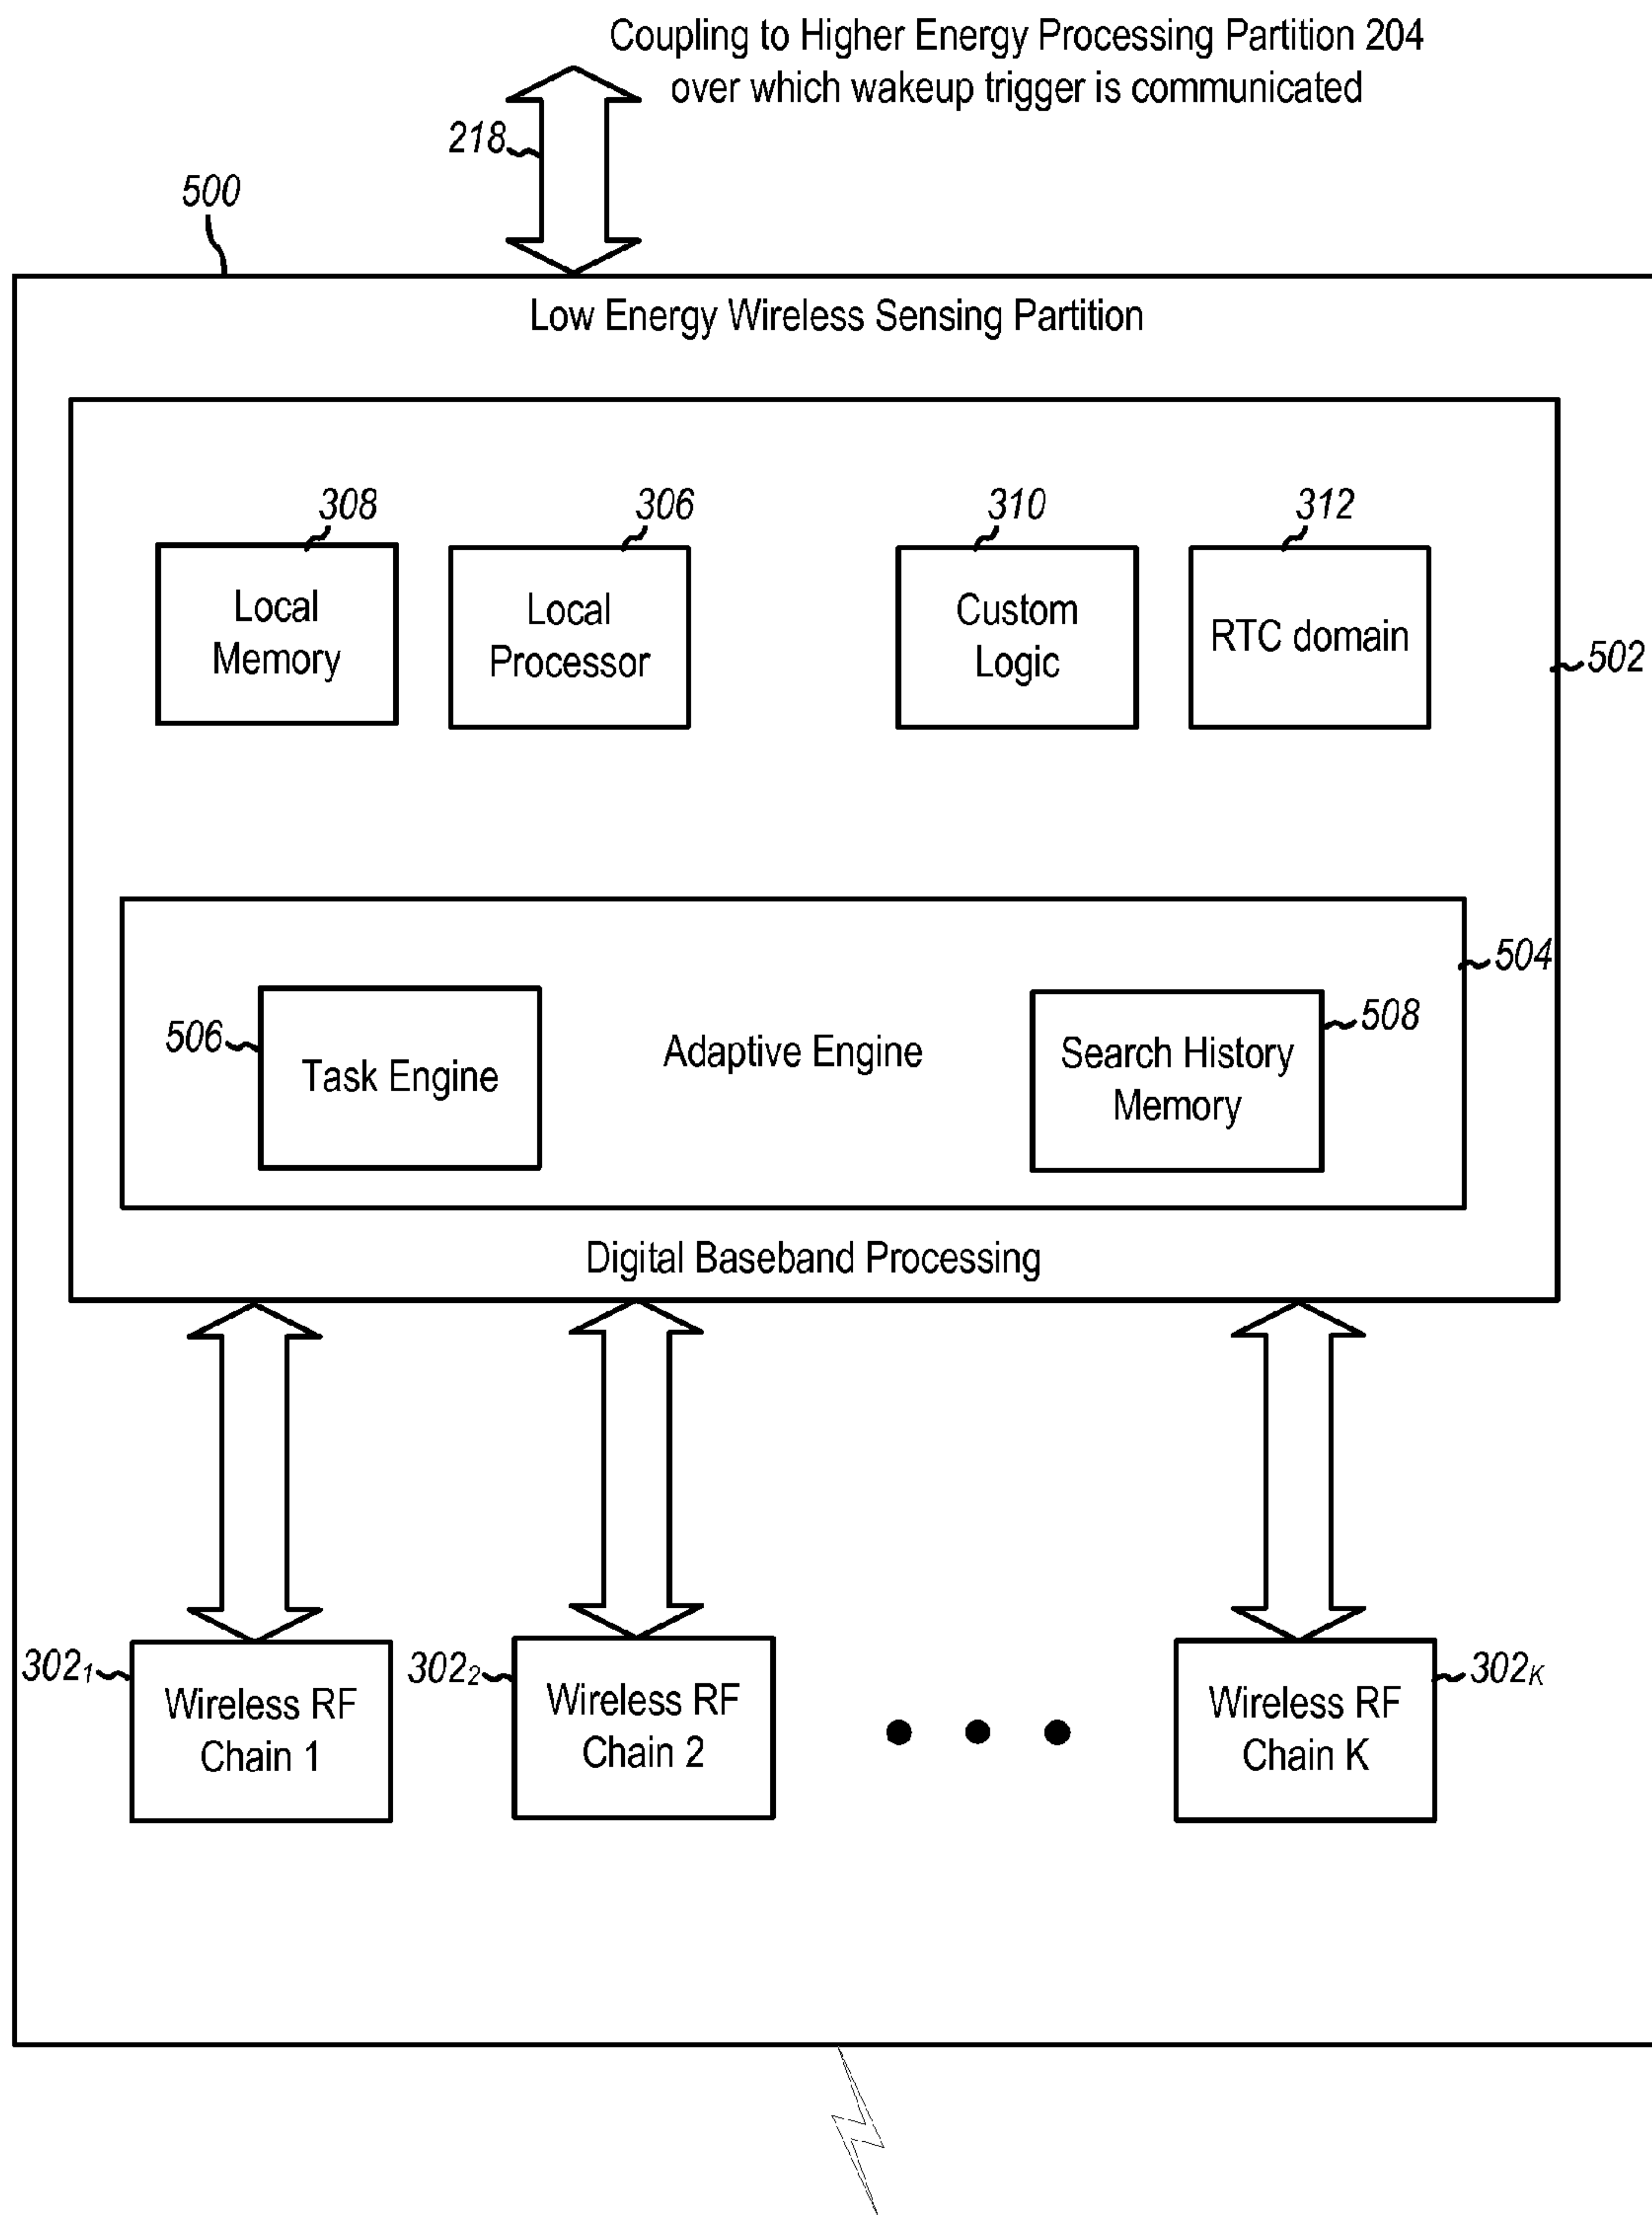 Coupling to Higher Energy Processing Partition 204
over which wakeup trigger is communicated
218
500
Low Energy Wireless Sensing Partition
308
306
310
312
Local
Memory
Local
Processor
Custom
Logic
RTC domain
502
504
506
Task Engine
Adaptive Engine
508
Search History
Memory
Digital Baseband Processing
302₁
Wireless RF
Chain 1
302₂
Wireless RF
Chain 2
• • •
302ₖ
Wireless RF
Chain K